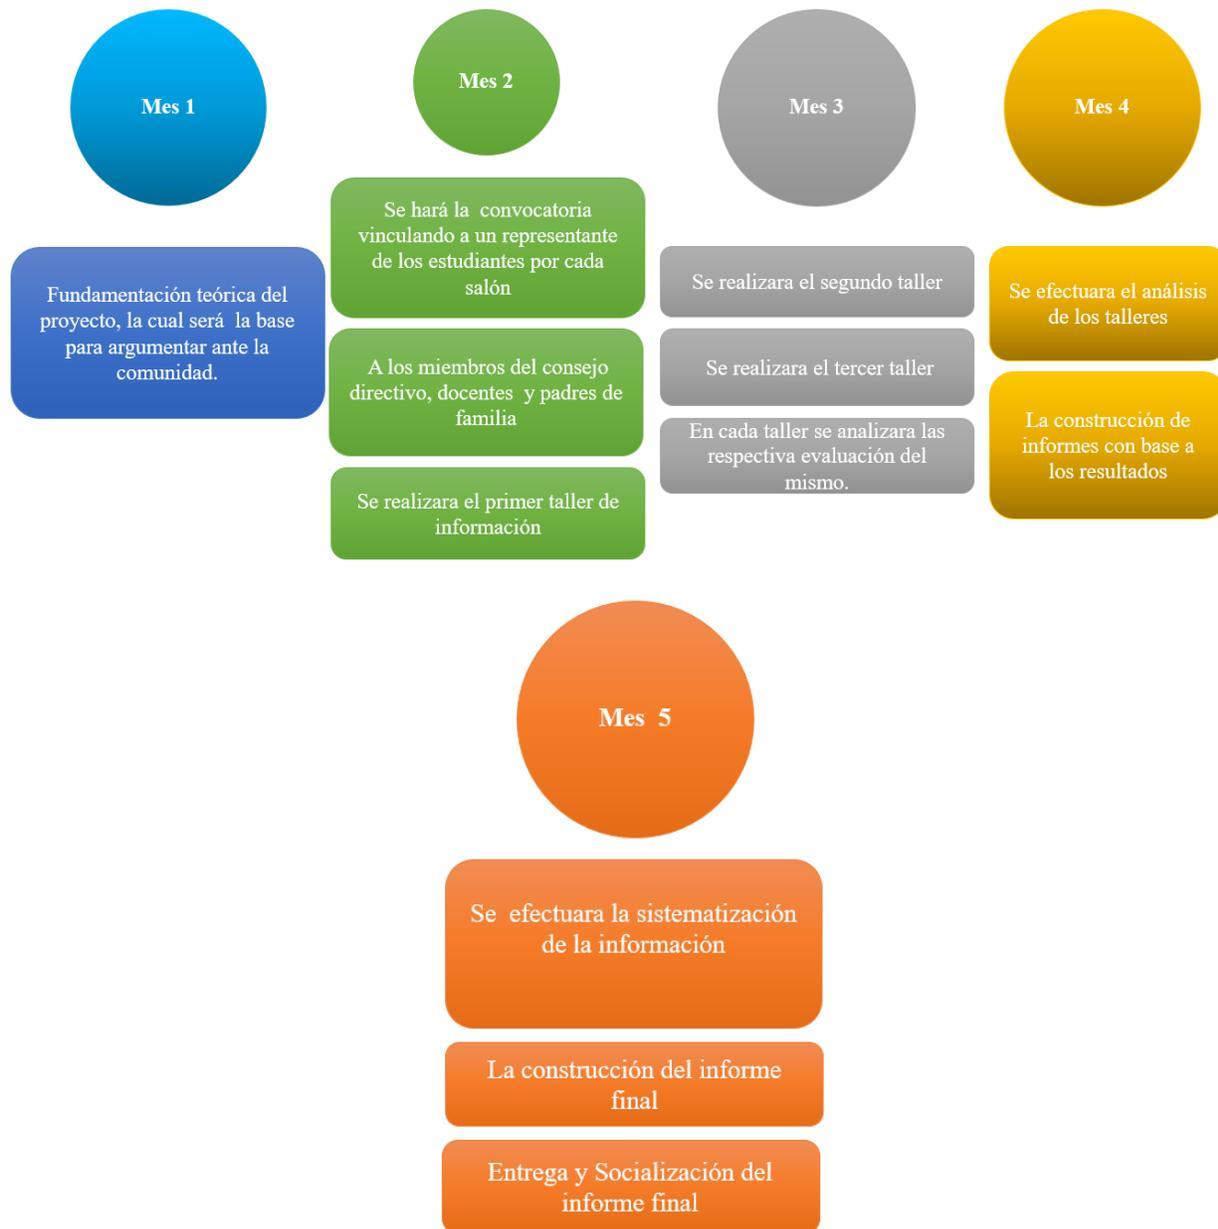 Mes 1
Fundamentación teórica del
proyecto, la cual será la base
para argumentar ante la
comunidad.
Mes 2
Se hará la convocatoria
vinculando a un representante
de los estudiantes por cada
salón
A los miembros del consejo
directivo, docentes y padres de
familia
Se realizara el primer taller de
información
Mes 3
Se realizara el segundo taller
Se realizara el tercer taller
En cada taller se analizara las
respectiva evaluación del
mismo.
Mes 4
Se efectuara el análisis
de los talleres
La construcción de
informes con base a
los resultados
Mes 5
Se efectuara la sistematización
de la información
La construcción del informe
final
Entrega y Socialización del
informe final